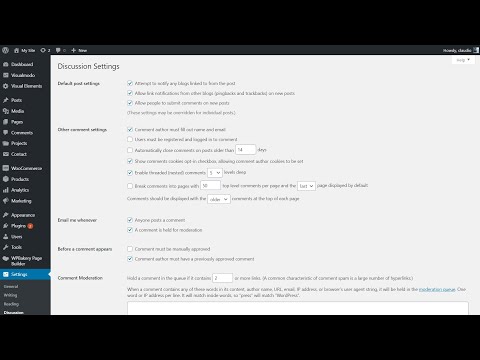 My Site 2 0 + New Howdy, claudio
Help
Dashboard
Visualmodo
Visual Elements
Posts
Media
Pages
Comments
Projects
Contact
WooCommerce
Products
Analytics
Marketing
Appearance
Plugins 2
Users
Tools
WPBakery Page
Builder
Settings
General
Writing
Reading
Discussion
Discussion Settings
Default post settings
Attempt to notify any blogs linked to from the post
Allow link notifications from other blogs (pingbacks and trackbacks) on new posts
Allow people to submit comments on new posts
(These settings may be overridden for individual posts.)
Other comment settings
Comment author must fill out name and email
Users must be registered and logged in to comment
Automatically close comments on posts older than 14 days
Show comments cookies opt-in checkbox, allowing comment author cookies to be set
Enable threaded (nested) comments 5 levels deep
Break comments into pages with 50 top level comments per page and the last page displayed by default
Comments should be displayed with the older comments at the top of each page
Email me whenever
Anyone posts a comment
A comment is held for moderation
Before a comment appears
Comment must be manually approved
Comment author must have a previously approved comment
Comment Moderation
Hold a comment in the queue if it contains 2 or more links. (A common characteristic of comment spam is a large number of hyperlinks.)
When a comment contains any of these words in its content, author name, URL, email, IP address, or browser's user agent string, it will be held in the moderation queue. One
word or IP address per line. It will match inside words, so "press" will match "WordPress".